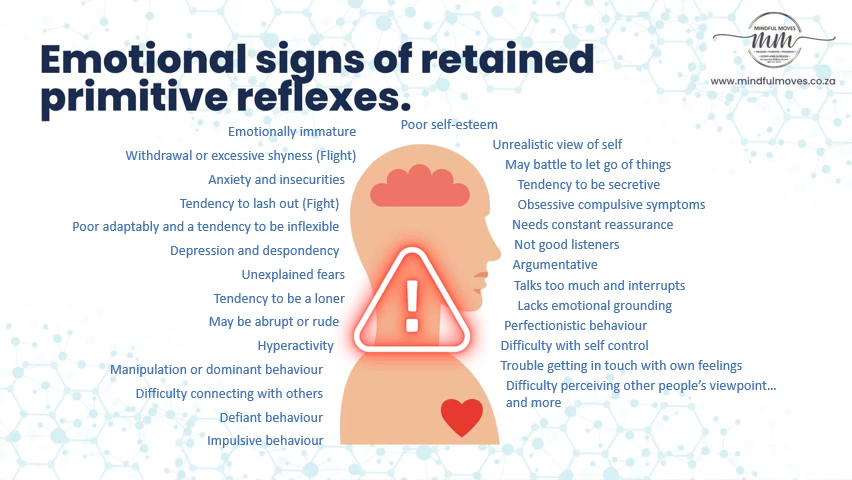 Emotional signs of retained
primitive reflexes.
MINDFUL MOVES
mm
www.mindfulmoves.co.za
Poor self-esteem
Emotionally immature
Withdrawal or excessive shyness (Flight)
Anxiety and insecurities
Tendency to lash out (Fight)
Poor adaptably and a tendency to be inflexible
Depression and despondency
Unexplained fears
Tendency to be a loner
May be abrupt or rude
Hyperactivity
Manipulation or dominant behaviour
Difficulty connecting with others
Defiant behaviour
Impulsive behaviour
Unrealistic view of self
May battle to let go of things
Tendency to be secretive
Obsessive compulsive symptoms
Needs constant reassurance
Not good listeners
Argumentative
Talks too much and interrupts
Lacks emotional grounding
Perfectionistic behaviour
Difficulty with self control
Trouble getting in touch with own feelings
Difficulty perceiving other people's viewpoint…
and more
!